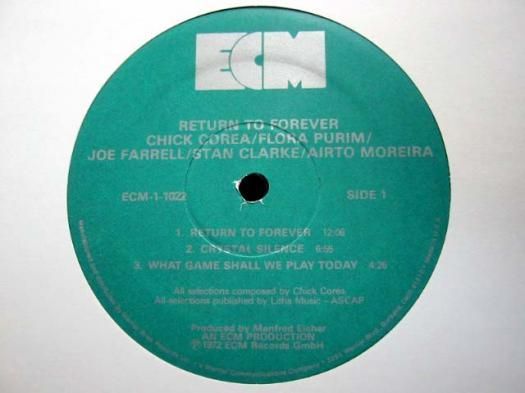 ECM
RETURN TO FOREVER
CHICK COREA/FLORA PURIM/
JOE FARRELL/STAN CLARKE/AIRTO MOREIRA
ECM-1-1022
SIDE 1
1. RETURN TO FOREVER 12:06
2. CRYSTAL SILENCE 6:55
3. WHAT GAME SHALL WE PLAY TODAY 4:26
All selections composed by Chick Corea
All selections published by Litha Music - ASCAP
Produced by Manfred Eicher
AN ECM PRODUCTION
℗1972 ECM Records GmbH